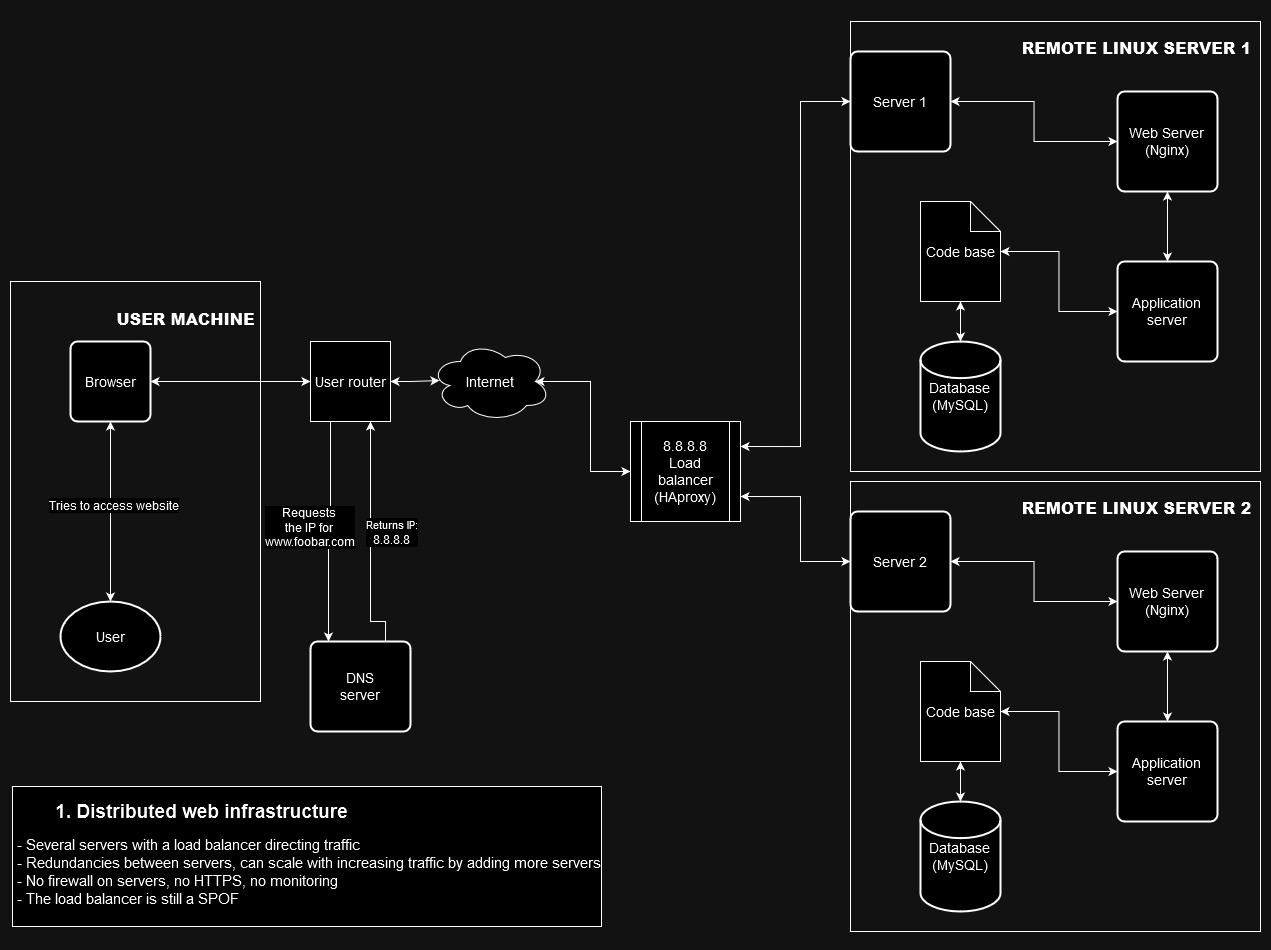 REMOTE LINUX SERVER 1
Server 1
Web Server
(Nginx)
Code base
Application
server
Database
(MySQL)
USER MACHINE
Browser
User router
Internet
8.8.8.8
Load
balancer
(HAproxy)
Tries to access website
Requests
the IP for
www.foobar.com
Returns IP:
8.8.8.8
User
DNS
server
REMOTE LINUX SERVER 2
Server 2
Web Server
(Nginx)
Code base
Application
server
Database
(MySQL)
1. Distributed web infrastructure
- Several servers with a load balancer directing traffic
- Redundancies between servers, can scale with increasing traffic by adding more servers
- No firewall on servers, no HTTPS, no monitoring
- The load balancer is still a SPOF